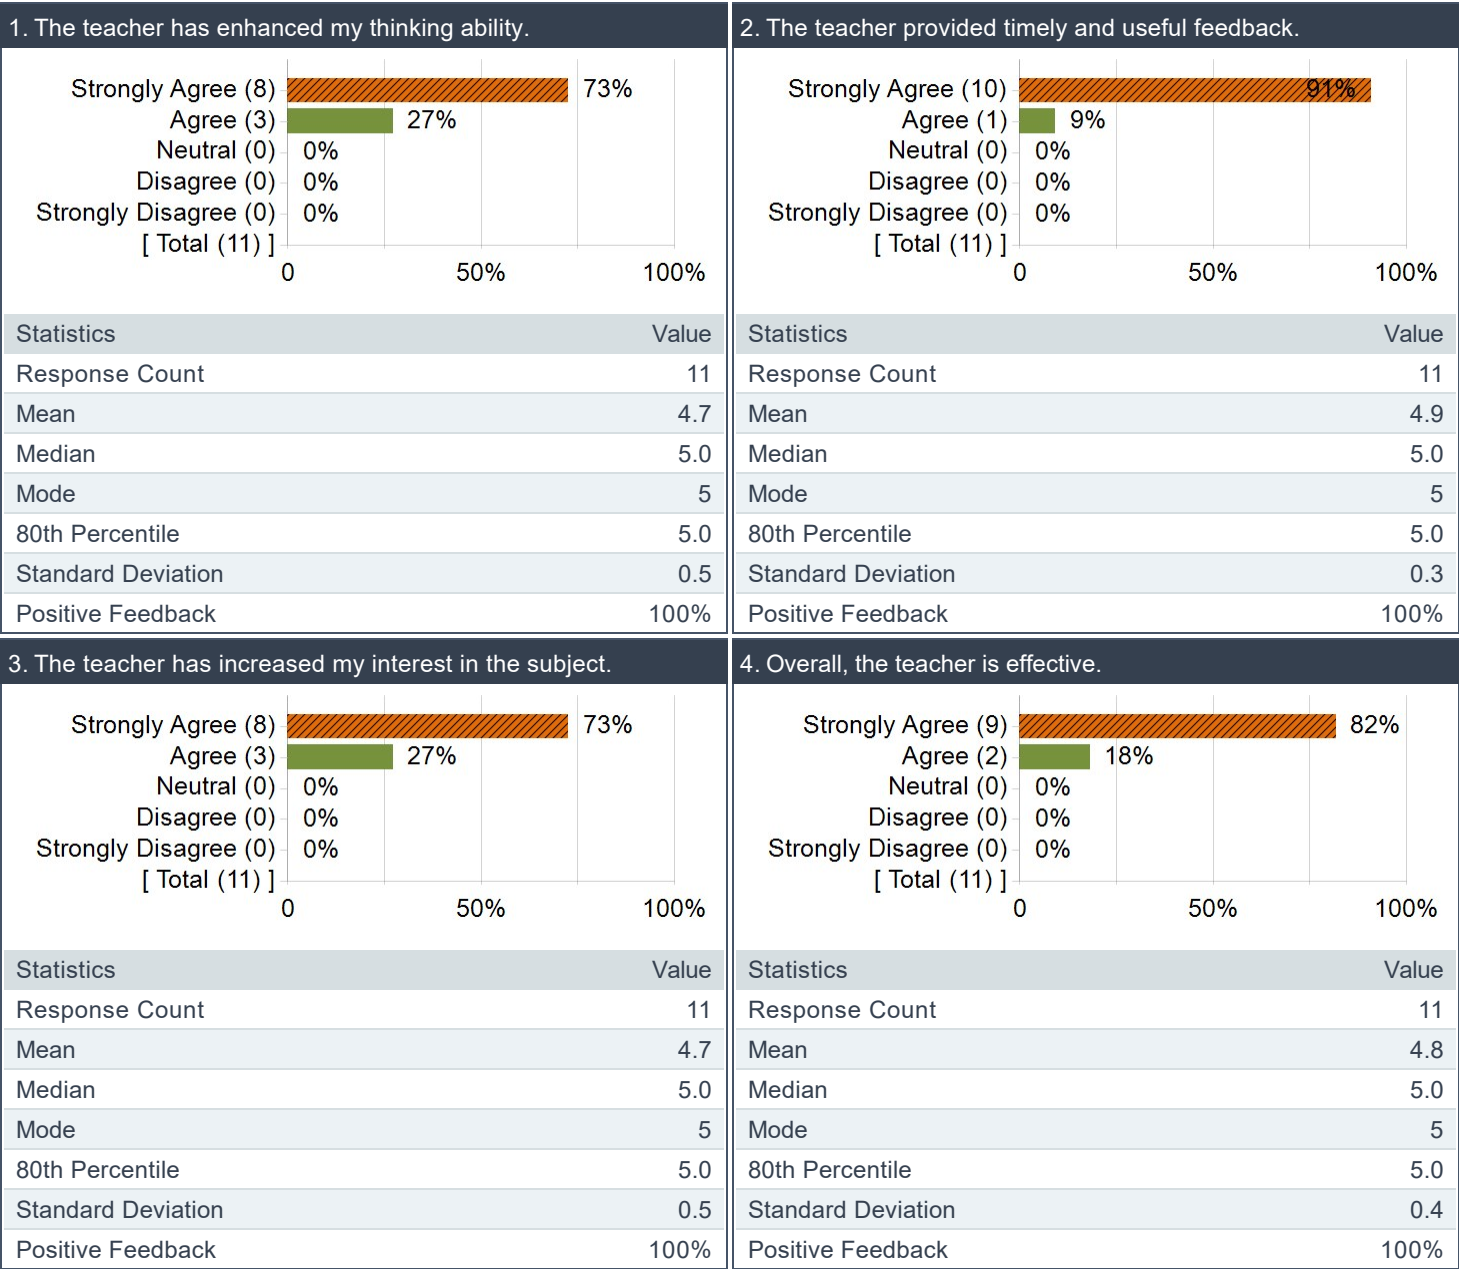 1. The teacher has enhanced my thinking ability.
Strongly Agree (8) 73%
Agree (3) 27%
Neutral (0) 0%
Disagree (0) 0%
Strongly Disagree (0) 0%
[ Total (11) ]
0 50% 100%
Statistics Value
Response Count 11
Mean 4.7
Median 5.0
Mode 5
80th Percentile 5.0
Standard Deviation 0.5
Positive Feedback 100%
2. The teacher provided timely and useful feedback.
Strongly Agree (10) 91%
Agree (1) 9%
Neutral (0) 0%
Disagree (0) 0%
Strongly Disagree (0) 0%
[ Total (11) ]
0 50% 100%
Statistics Value
Response Count 11
Mean 4.9
Median 5.0
Mode 5
80th Percentile 5.0
Standard Deviation 0.3
Positive Feedback 100%
3. The teacher has increased my interest in the subject.
Strongly Agree (8) 73%
Agree (3) 27%
Neutral (0) 0%
Disagree (0) 0%
Strongly Disagree (0) 0%
[ Total (11) ]
0 50% 100%
Statistics Value
Response Count 11
Mean 4.7
Median 5.0
Mode 5
80th Percentile 5.0
Standard Deviation 0.5
Positive Feedback 100%
4. Overall, the teacher is effective.
Strongly Agree (9) 82%
Agree (2) 18%
Neutral (0) 0%
Disagree (0) 0%
Strongly Disagree (0) 0%
[ Total (11) ]
0 50% 100%
Statistics Value
Response Count 11
Mean 4.8
Median 5.0
Mode 5
80th Percentile 5.0
Standard Deviation 0.4
Positive Feedback 100%